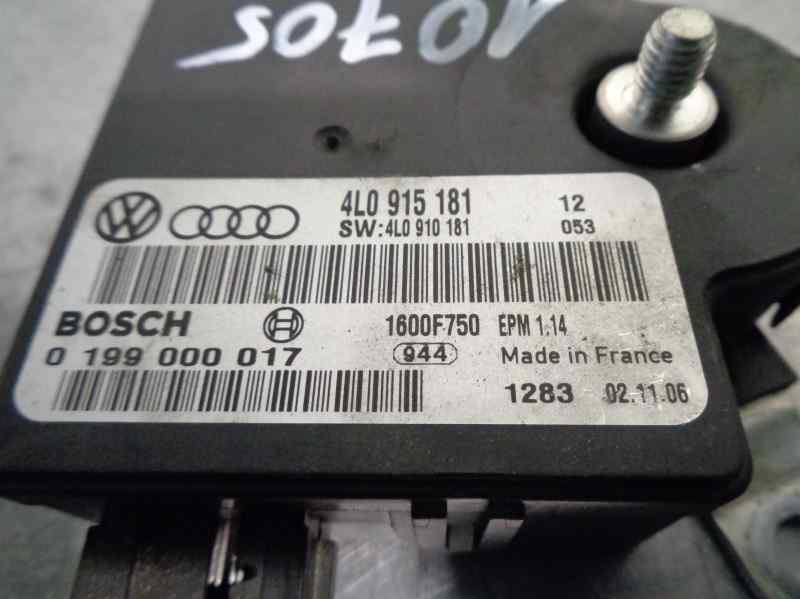 10705
4L0 915 181 12
SW:4L0 910 181 053
BOSCH 1600F750 EPM 1.14
0 199 000 017 944 Made in France
1283 02.11.06